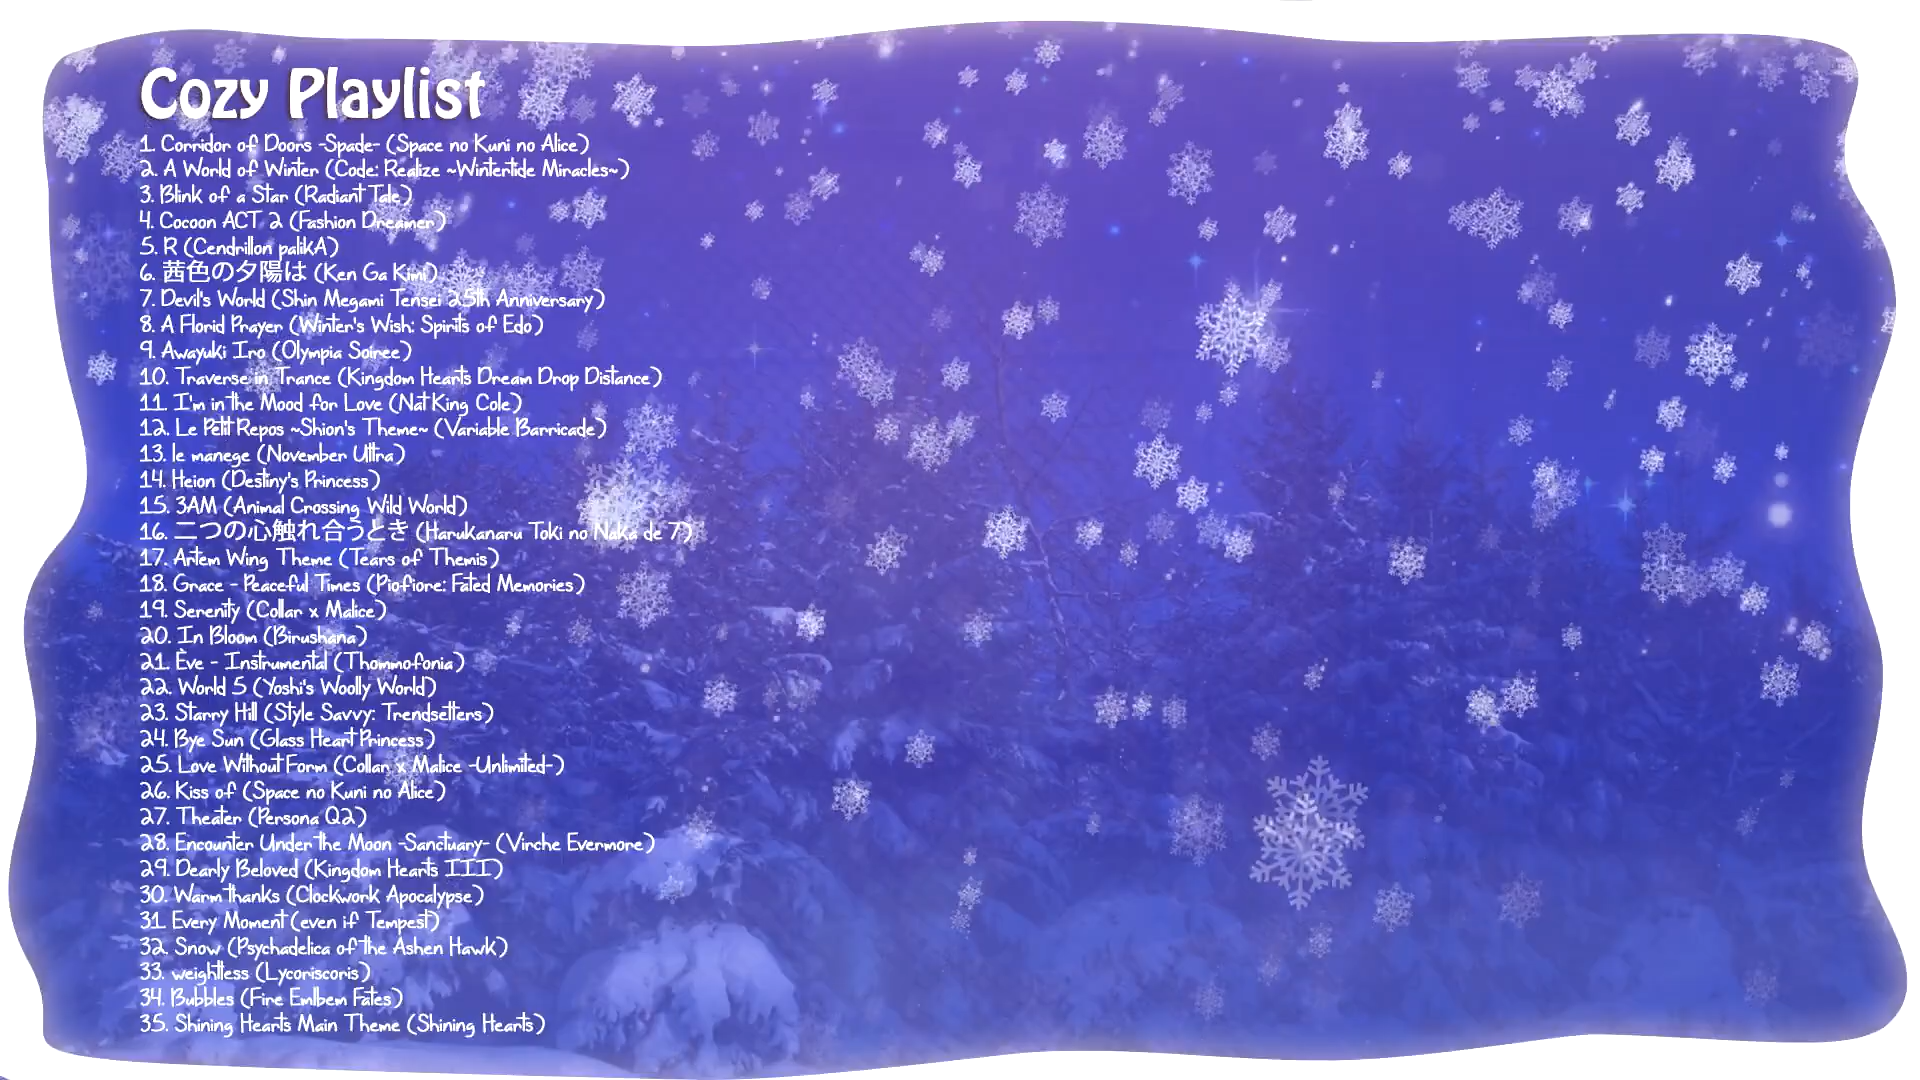 Cozy Playlist
1. Corridor of Doors -Spade- (Space no Kuni no Alice)
2. A World of Winter (Code: Realize ~Wintertide Miracles~)
3. Blink of a Star (Radiant Tale)
4. Cocoon ACT 2 (Fashion Dreamer)
5. R (Cendrillon palikA)
6. 茜色の夕陽は (Ken Ga Kimi)
7. Devil's World (Shin Megami Tensei 25th Anniversary)
8. A Florid Prayer (Winter's Wish: Spirits of Edo)
9. Awayuki Iro (Olympia Soiree)
10. Traverse in Trance (Kingdom Hearts Dream Drop Distance)
11. I'm in the Mood for Love (Nat King Cole)
12. Le Petit Repos ~Shion's Theme~ (Variable Barricade)
13. le manege (November Ultra)
14. Heion (Destiny's Princess)
15. 3AM (Animal Crossing Wild World)
16. 二つの心触れ合うとき (Harukanaru Toki no Naka de 7)
17. Artem Wing Theme (Tears of Themis)
18. Grace - Peaceful Times (Piofiore: Fated Memories)
19. Serenity (Collar x Malice)
20. In Bloom (Birushana)
21. Ève - Instrumental (Thommofonia)
22. World 5 (Yoshi's Woolly World)
23. Starry Hill (Style Savvy: Trendsetters)
24. Bye Sun (Glass Heart Princess)
25. Love Without Form (Collar x Malice -Unlimited-)
26. Kiss of (Space no Kuni no Alice)
27. Theater (Persona Q2)
28. Encounter Under the Moon -Sanctuary- (Virche Evermore)
29. Dearly Beloved (Kingdom Hearts III)
30. Warm thanks (Clockwork Apocalypse)
31. Every Moment (even if Tempest)
32. Snow (Psychadelica of the Ashen Hawk)
33. weightless (Lycoriscoris)
34. Bubbles (Fire Emlbem Fates)
35. Shining Hearts Main Theme (Shining Hearts)